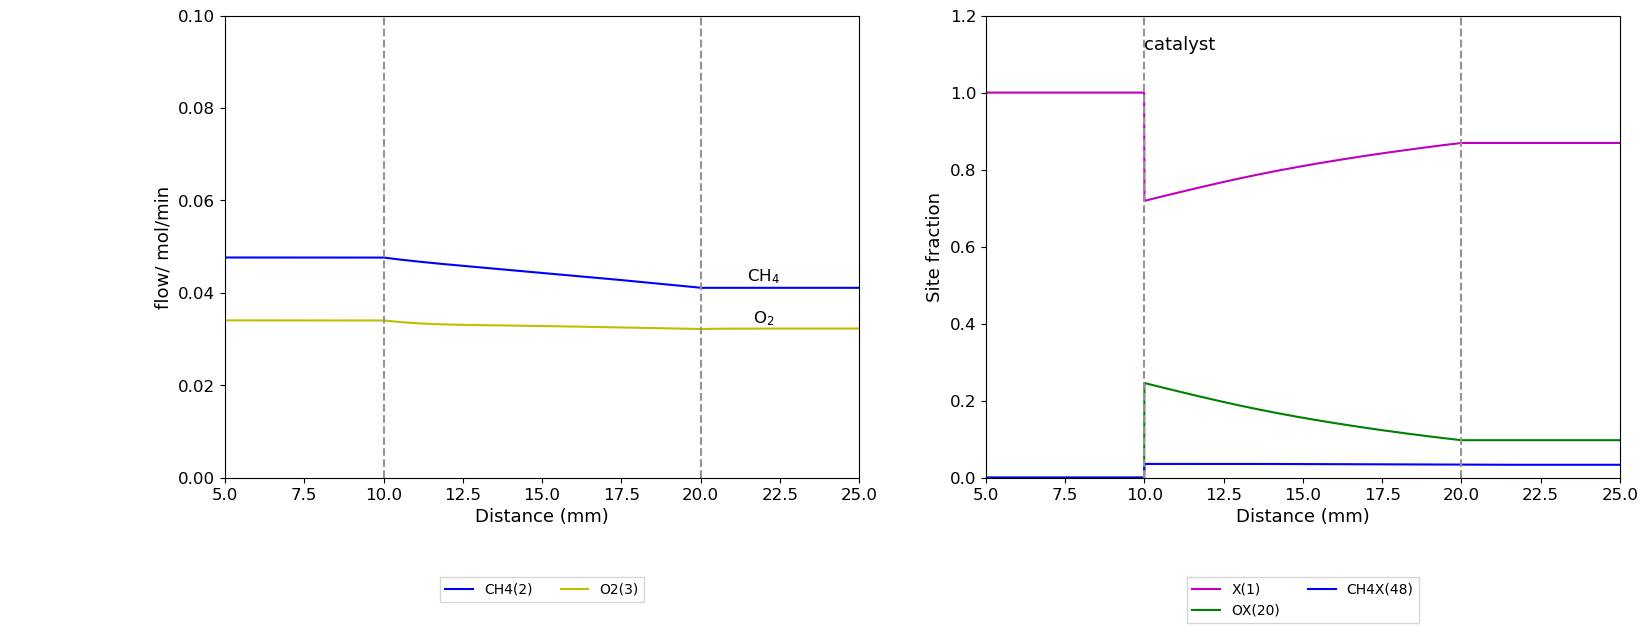 0.10
0.08
0.06
0.04
0.02
0.00
flow/ mol/min
CH₄
O₂
5.0 7.5 10.0 12.5 15.0 17.5 20.0 22.5 25.0
Distance (mm)
CH4(2) O2(3)
1.2
1.0
0.8
0.6
0.4
0.2
0.0
Site fraction
catalyst
5.0 7.5 10.0 12.5 15.0 17.5 20.0 22.5 25.0
Distance (mm)
X(1) CH4X(48)
OX(20)